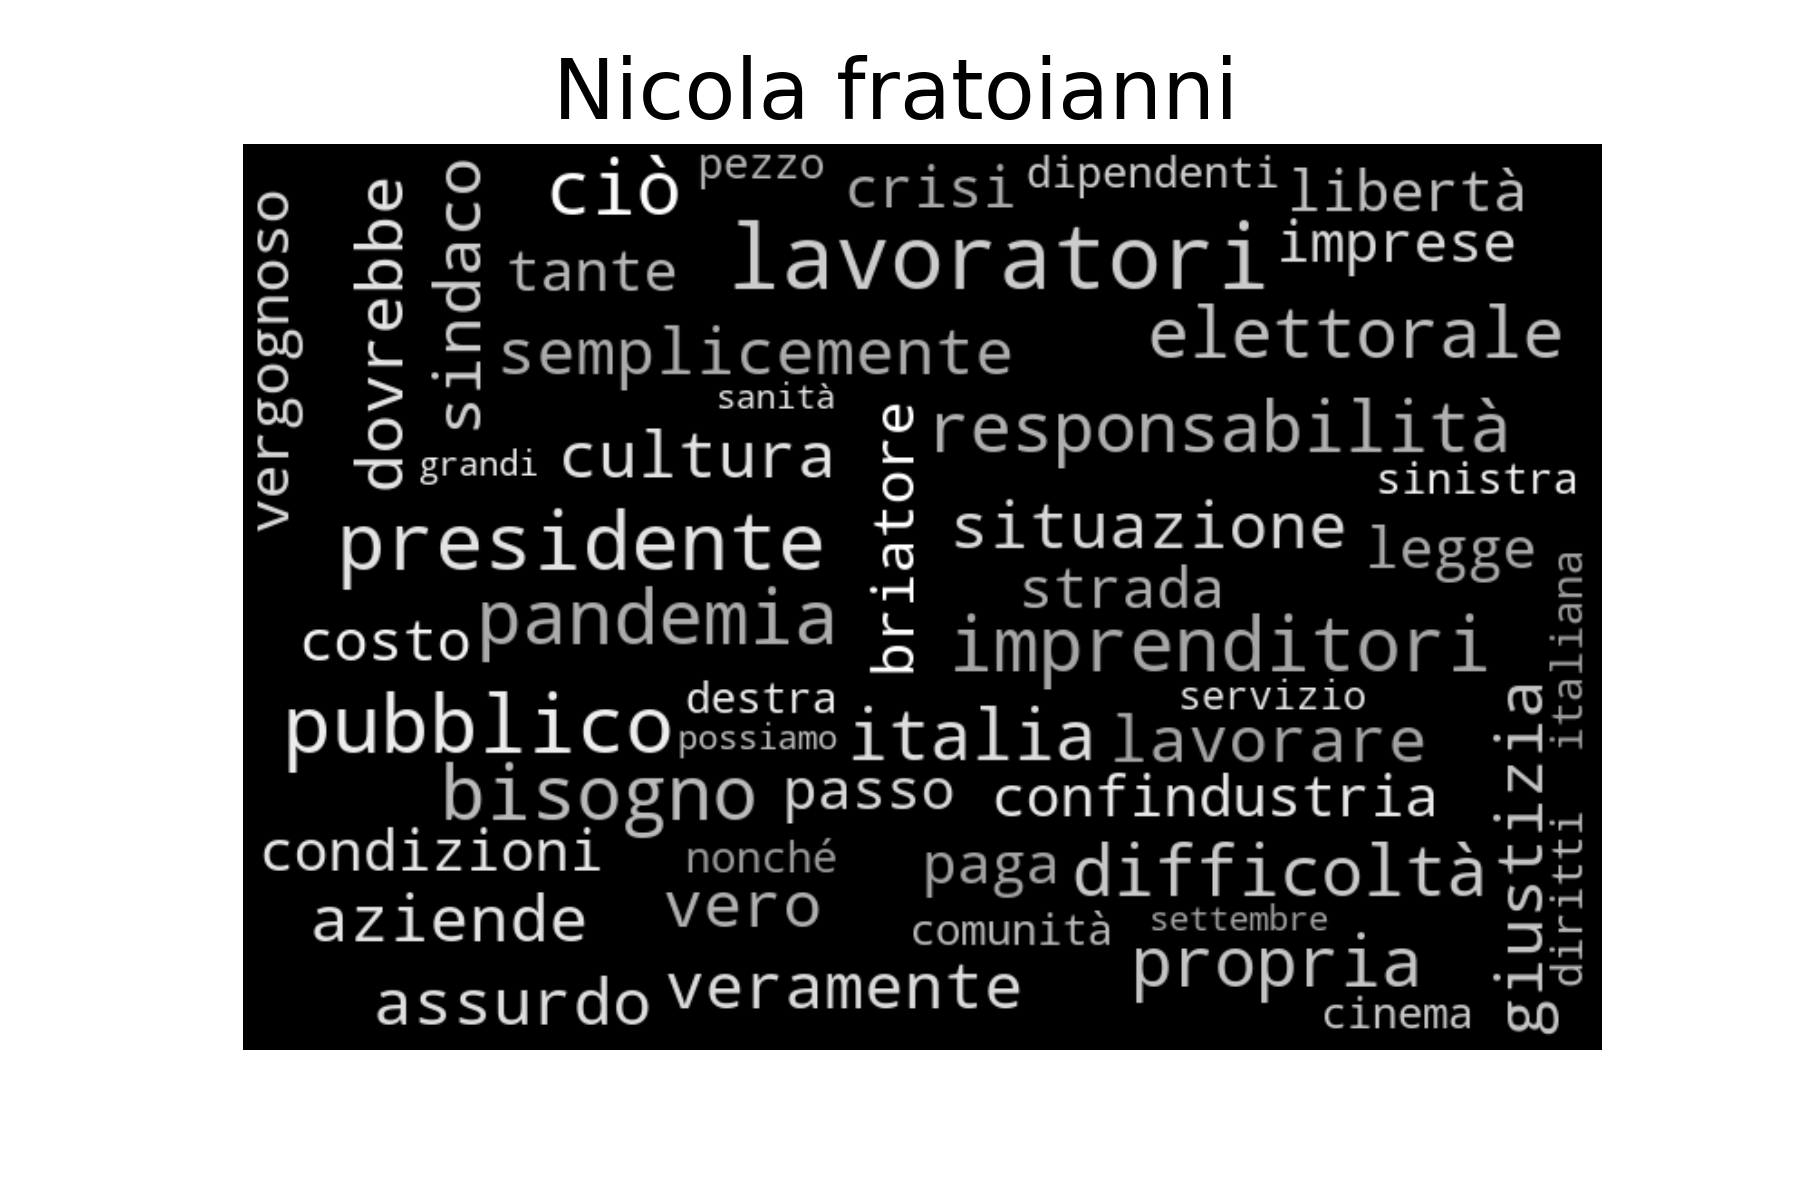 Nicola fratoianni
vergognoso
dovrebbe
sindaco
ciò
pezzo
crisi
dipendenti
libertà
tante
lavoratori
imprese
semplicemente
elettorale
sanità
briatore
responsabilità
grandi
cultura
sinistra
presidente
situazione
legge
italiana
strada
costo
pandemia
imprenditori
pubblico
destra
servizio
possiamo
italia
lavorare
giustizia
bisogno
passo
confindustria
diritti
condizioni
nonché
paga
difficoltà
aziende
vero
comunità
settembre
propria
assurdo
veramente
cinema